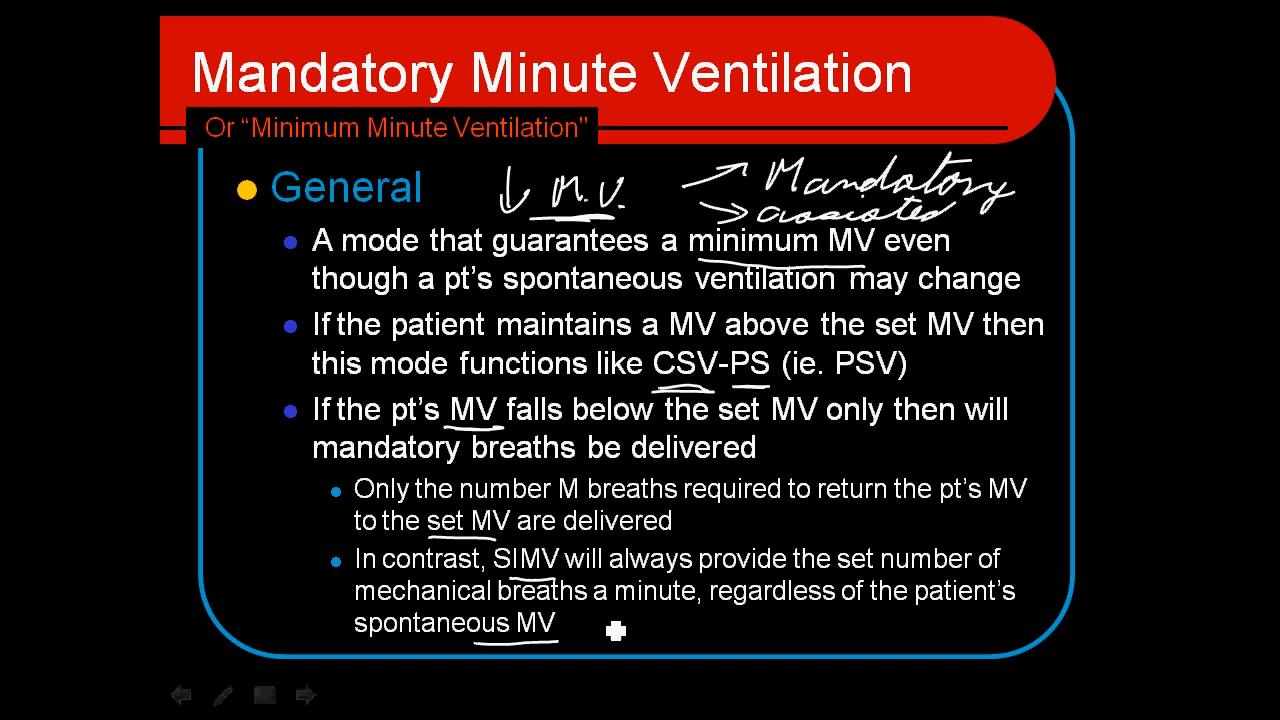 Mandatory Minute Ventilation
Or “Minimum Minute Ventilation"
General
↓ M.V.
Mandatory
associated
A mode that guarantees a minimum MV even
though a pt’s spontaneous ventilation may change
If the patient maintains a MV above the set MV then
this mode functions like CSV-PS (ie. PSV)
If the pt’s MV falls below the set MV only then will
mandatory breaths be delivered
Only the number M breaths required to return the pt’s MV
to the set MV are delivered
In contrast, SIMV will always provide the set number of
mechanical breaths a minute, regardless of the patient’s
spontaneous MV